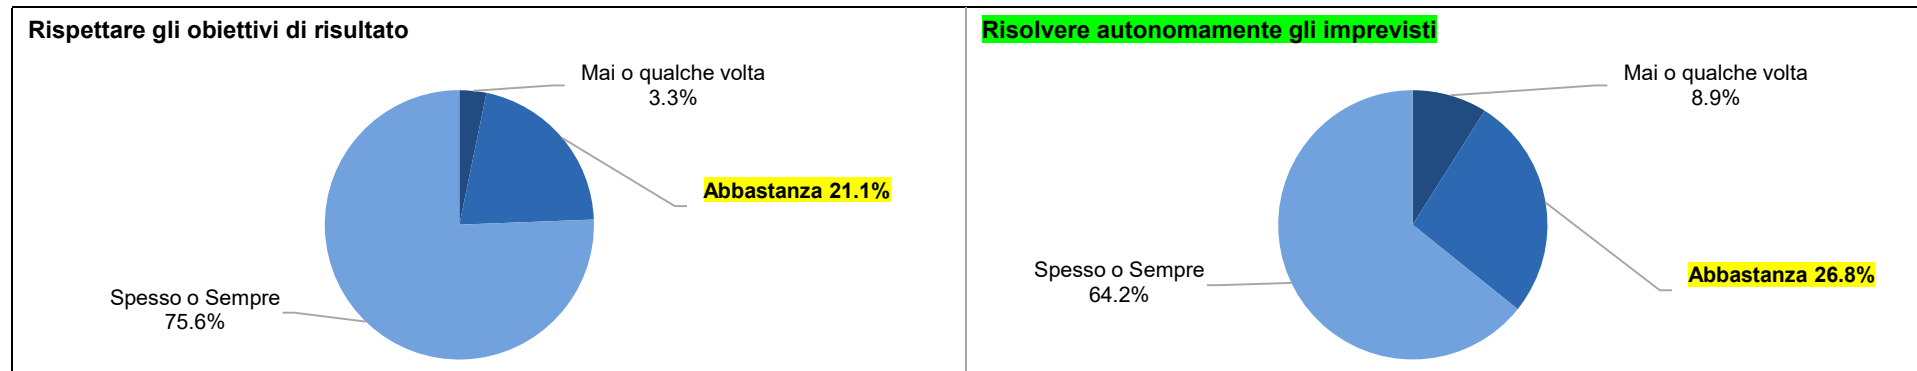 Rispettare gli obiettivi di risultato
Mai o qualche volta
3.3%
Abbastanza 21.1%
Spesso o Sempre
75.6%
Risolvere autonomamente gli imprevisti
Mai o qualche volta
8.9%
Spesso o Sempre
64.2%
Abbastanza 26.8%